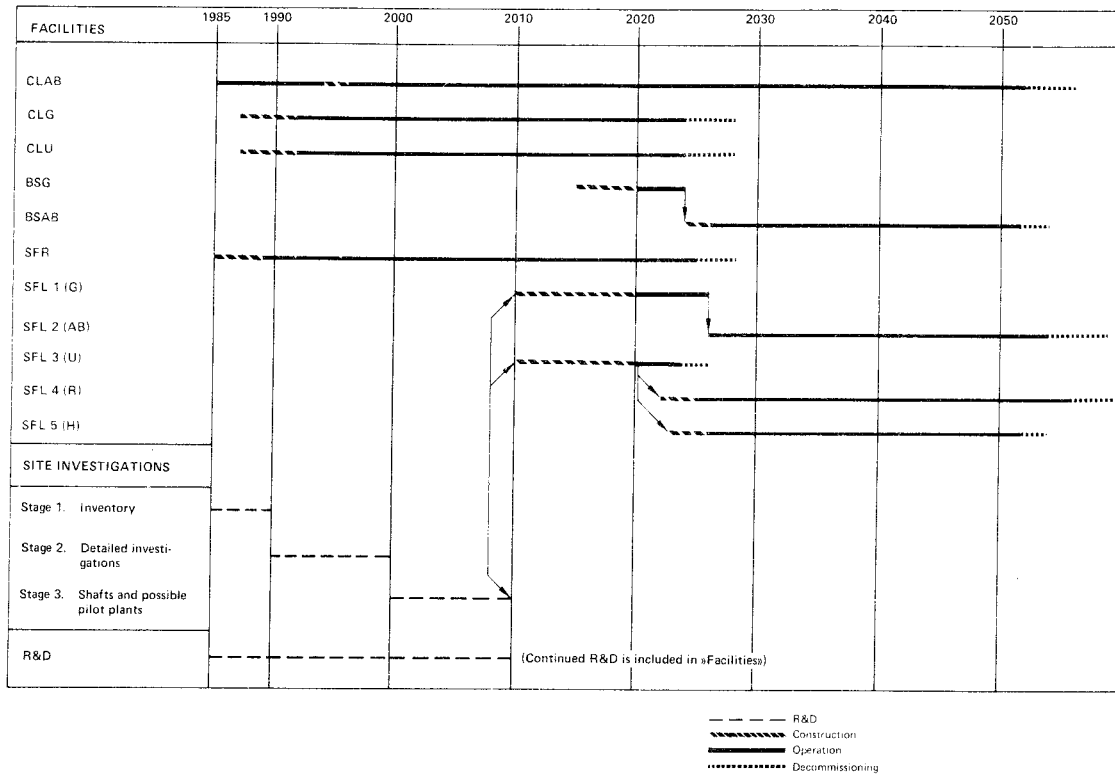 1985 1990 2000 2010 2020 2030 2040 2050
FACILITIES
CLAB
CLG
CLU
BSG
BSAB
SFR
SFL 1 (G)
SFL 2 (AB)
SFL 3 (U)
SFL 4 (R)
SFL 5 (H)
SITE INVESTIGATIONS
Stage 1. Inventory
Stage 2. Detailed investi-
gations
Stage 3. Shafts and possible
pilot plants
R&D (Continued R&D is included in »Facilities»)
R&D
Construction
Operation
Decommissioning